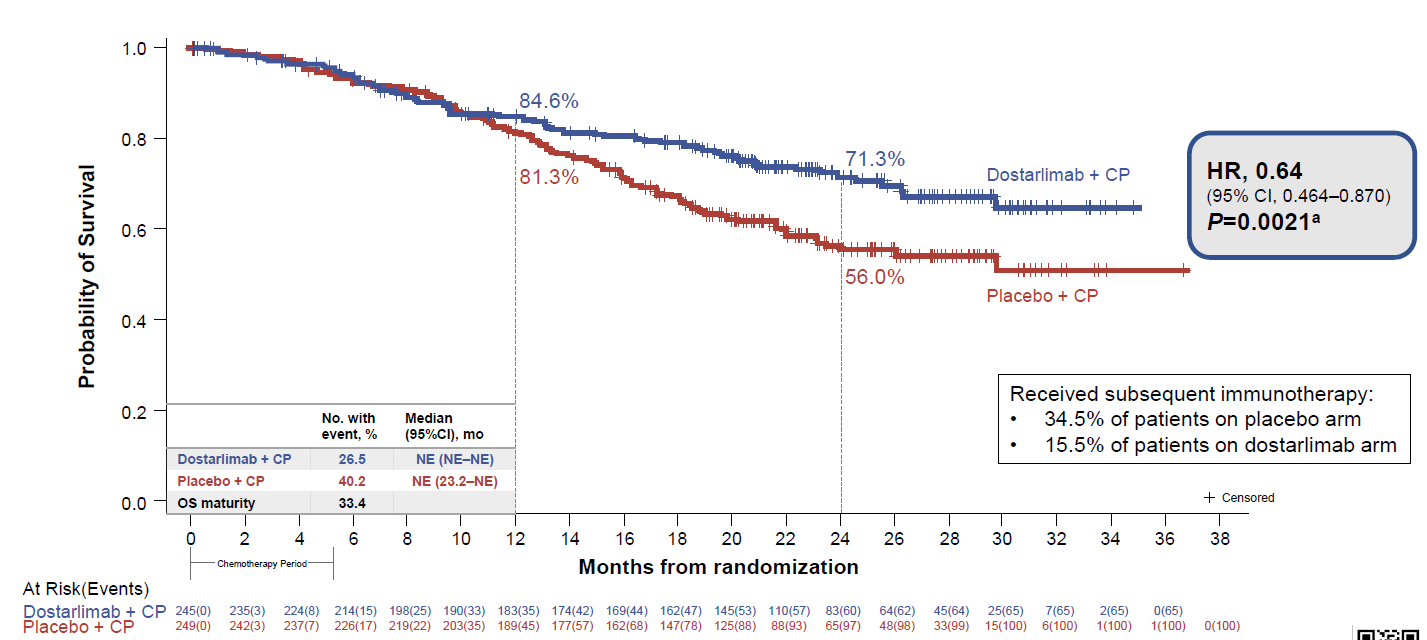 1.0
0.8
0.6
0.4
0.2
0.0
Probability of Survival
84.6%
81.3%
71.3%
56.0%
Dostarlimab + CP
Placebo + CP
HR, 0.64
(95% CI, 0.464–0.870)
P=0.0021ª
Received subsequent immunotherapy:
• 34.5% of patients on placebo arm
• 15.5% of patients on dostarlimab arm
+ Censored
No. with event, % Median (95%CI), mo
Dostarlimab + CP 26.5 NE (NE–NE)
Placebo + CP 40.2 NE (23.2–NE)
OS maturity 33.4
0 2 4 6 8 10 12 14 16 18 20 22 24 26 28 30 32 34 36 38
Chemotherapy Period
Months from randomization
At Risk(Events)
Dostarlimab + CP 245(0) 235(3) 224(8) 214(15) 198(25) 190(33) 183(35) 174(42) 169(44) 162(47) 145(53) 110(57) 83(60) 64(62) 45(64) 25(65) 7(65) 2(65) 0(65)
Placebo + CP 249(0) 242(3) 237(7) 226(17) 219(22) 203(35) 189(45) 177(57) 162(68) 147(78) 125(88) 88(93) 65(97) 48(98) 33(99) 15(100) 6(100) 1(100) 1(100) 0(100)